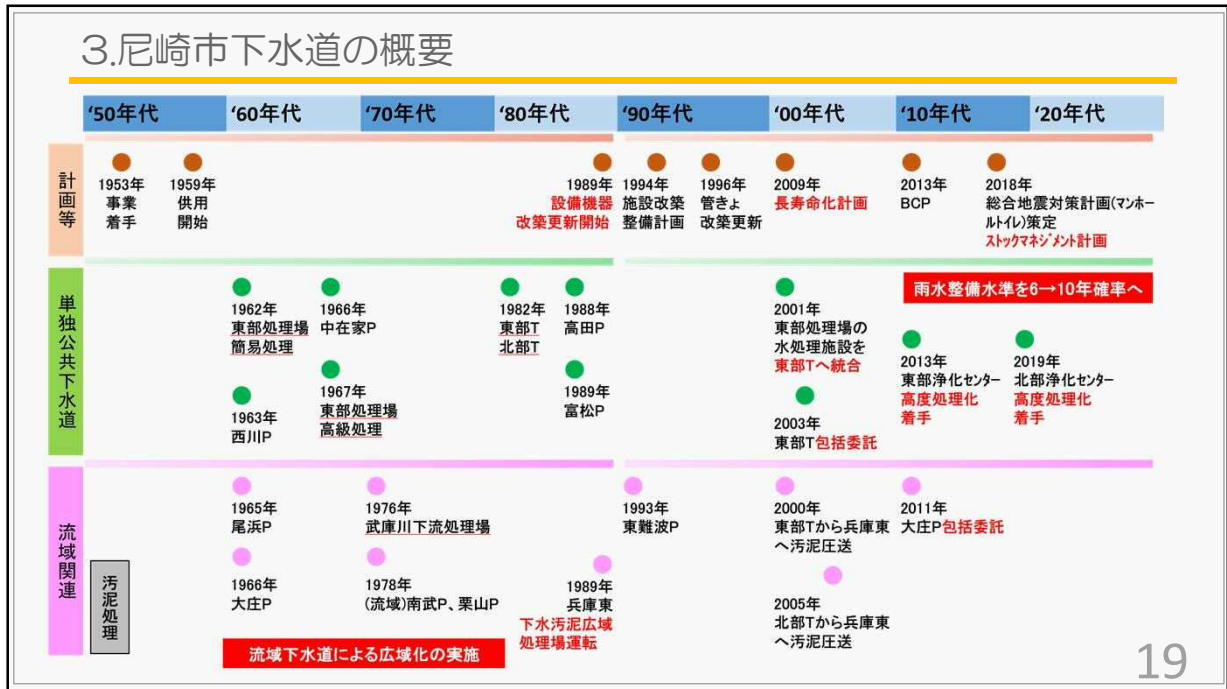 3.尼崎市下水道の概要
‘50年代
‘60年代
‘70年代
‘80年代
‘90年代
‘00年代
‘10年代
‘20年代
計画等
1953年
事業
着手
1959年
供用
開始
1989年
設備機器
改築更新開始
1994年
施設改築
整備計画
1996年
管きょ
改築更新
2009年
長寿命化計画
2013年
BCP
2018年
総合地震対策計画(マンホー
ルトイレ)策定
ストックマネジメント計画
単独公共下水道
1962年
東部処理場
簡易処理
1966年
中在家P
1982年
東部T
北部T
1988年
高田P
2001年
東部処理場の
水処理施設を
東部Tへ統合
雨水整備水準を6→10年確率へ
1963年
西川P
1967年
東部処理場
高級処理
1989年
富松P
2003年
東部T包括委託
2013年
東部浄化センター
高度処理化
着手
2019年
北部浄化センター
高度処理化
着手
流域関連
汚泥処理
1965年
尾浜P
1976年
武庫川下流処理場
1993年
東難波P
2000年
東部Tから兵庫東
へ汚泥圧送
2011年
大庄P包括委託
1966年
大庄P
1978年
(流域)南武P、栗山P
1989年
兵庫東
下水汚泥広域
処理場運転
2005年
北部Tから兵庫東
へ汚泥圧送
流域下水道による広域化の実施
19